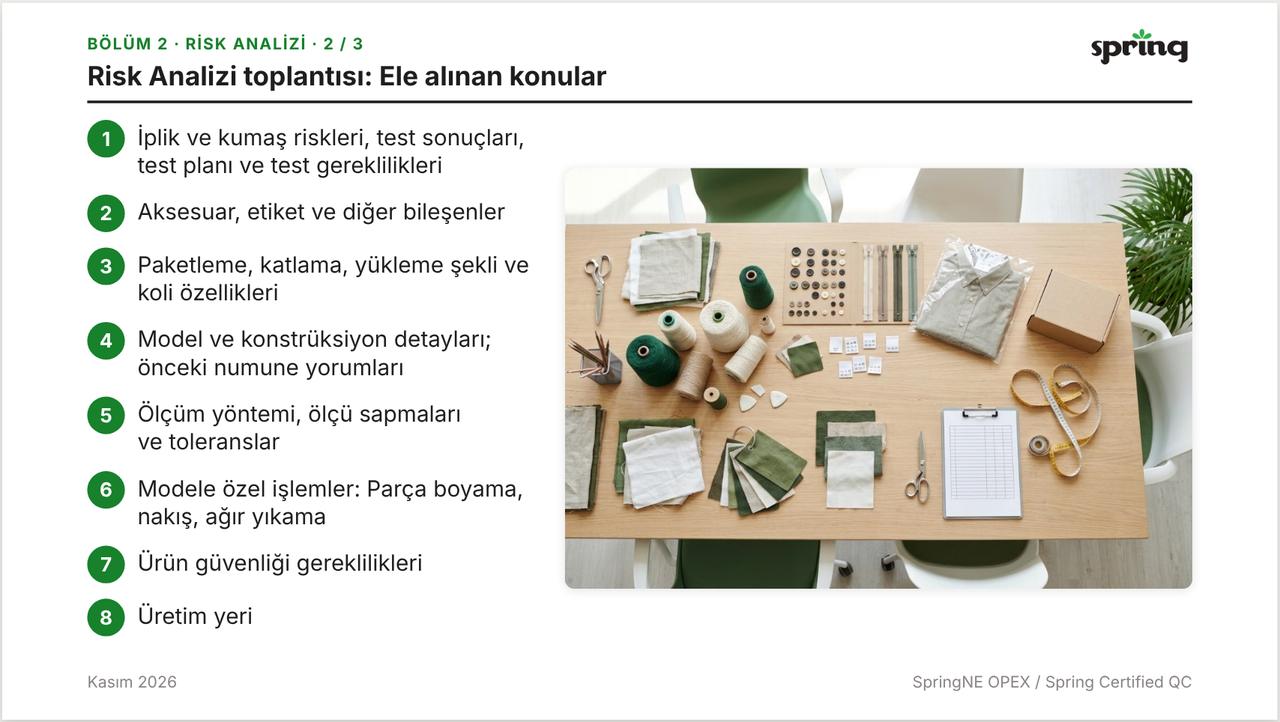 BÖLÜM 2 · RİSK ANALİZİ · 2 / 3
spring
Risk Analizi toplantısı: Ele alınan konular
1 İplik ve kumaş riskleri, test sonuçları,
test planı ve test gereklilikleri
2 Aksesuar, etiket ve diğer bileşenler
3 Paketleme, katlama, yükleme şekli ve
koli özellikleri
4 Model ve konstrüksiyon detayları;
önceki numune yorumları
5 Ölçüm yöntemi, ölçü sapmaları
ve toleranslar
6 Modele özel işlemler: Parça boyama,
nakış, ağır yıkama
7 Ürün güvenliği gereklilikleri
8 Üretim yeri
Kasım 2026
SpringNE OPEX / Spring Certified QC